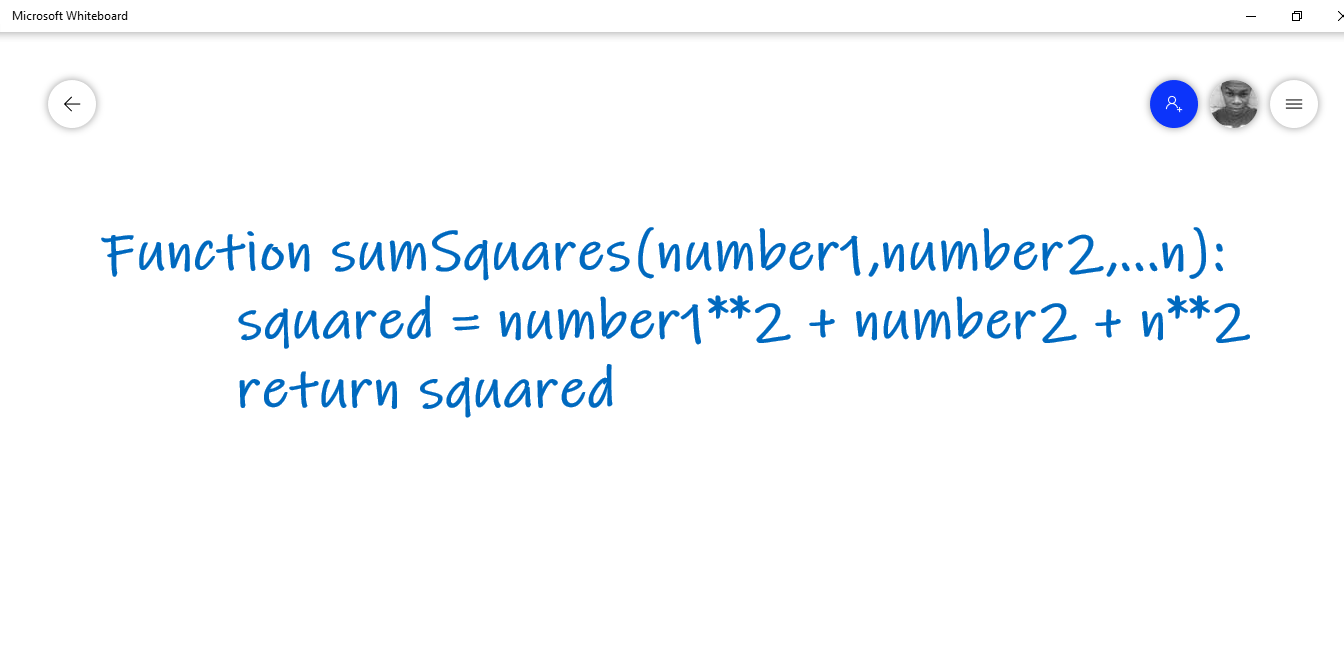 Microsoft Whiteboard
Function sumSquares(number1,number2,...n):
squared = number1**2 + number2 + n**2
return squared